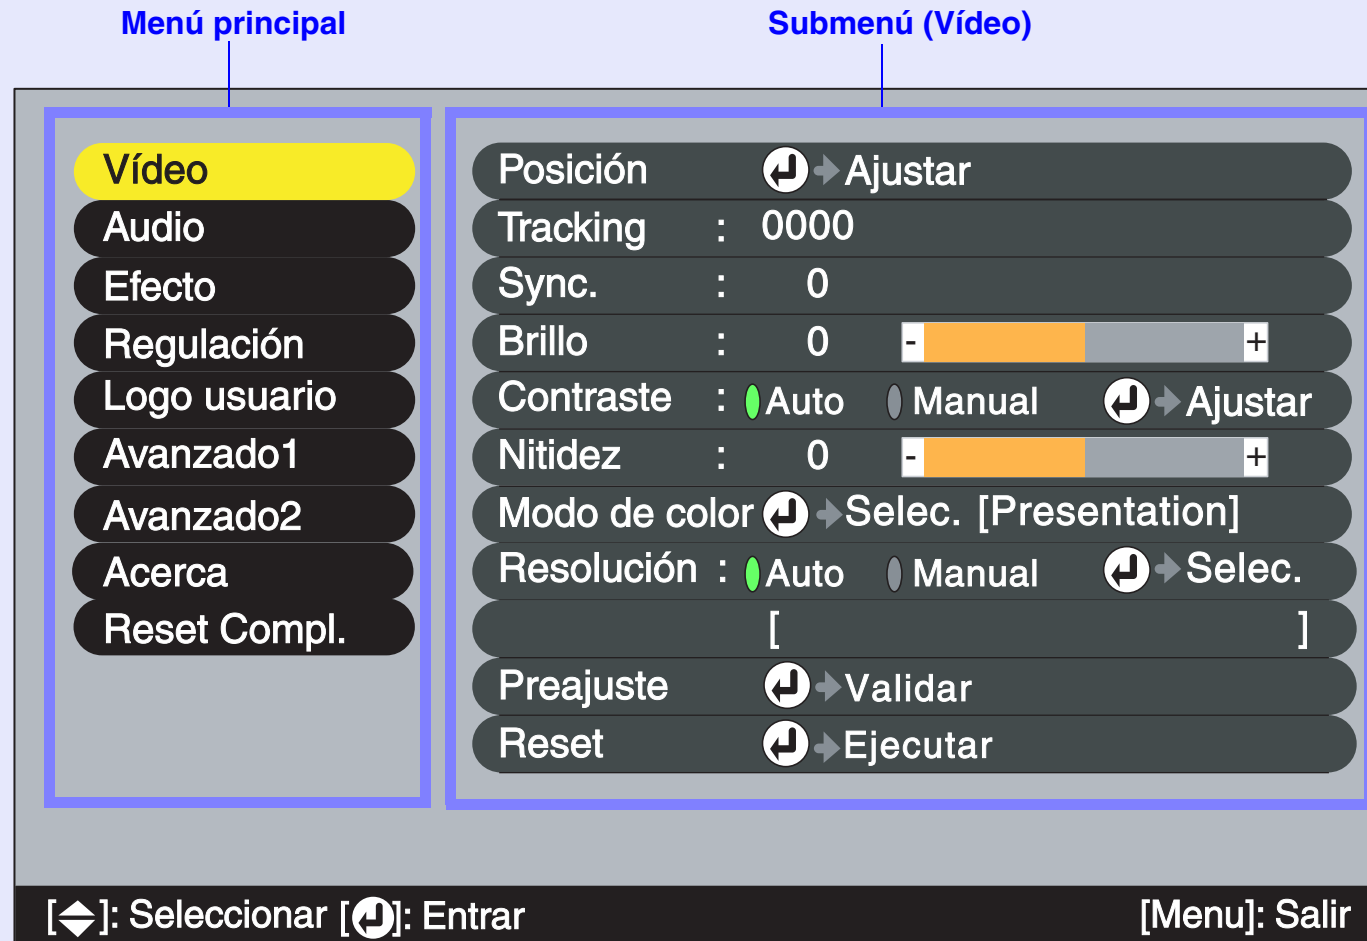 Menú principal
Submenú (Vídeo)
Vídeo
Audio
Efecto
Regulación
Logo usuario
Avanzado1
Avanzado2
Acerca
Reset Compl.
Posición Ajustar
Tracking : 0000
Sync. : 0
Brillo : 0 - +
Contraste : Auto Manual Ajustar
Nitidez : 0 - +
Modo de color Selec. [Presentation]
Resolución : Auto Manual Selec.
[ ]
Preajuste Validar
Reset Ejecutar
[ ]: Seleccionar [ ]: Entrar
[Menu]: Salir